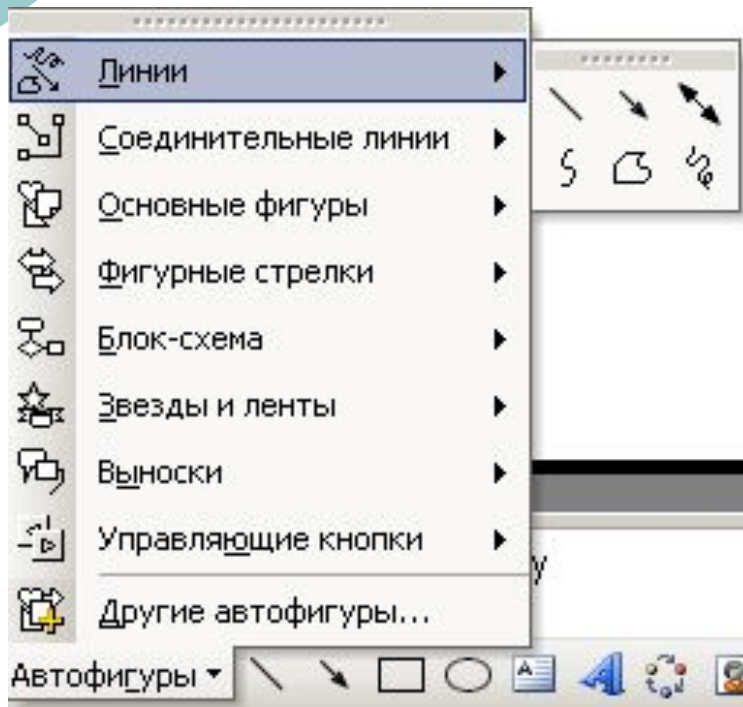 Линии
Соединительные линии
Основные фигуры
Фигурные стрелки
Блок-схема
Звезды и ленты
Выноски
Управляющие кнопки
Другие автофигуры...
у
Автофигуры